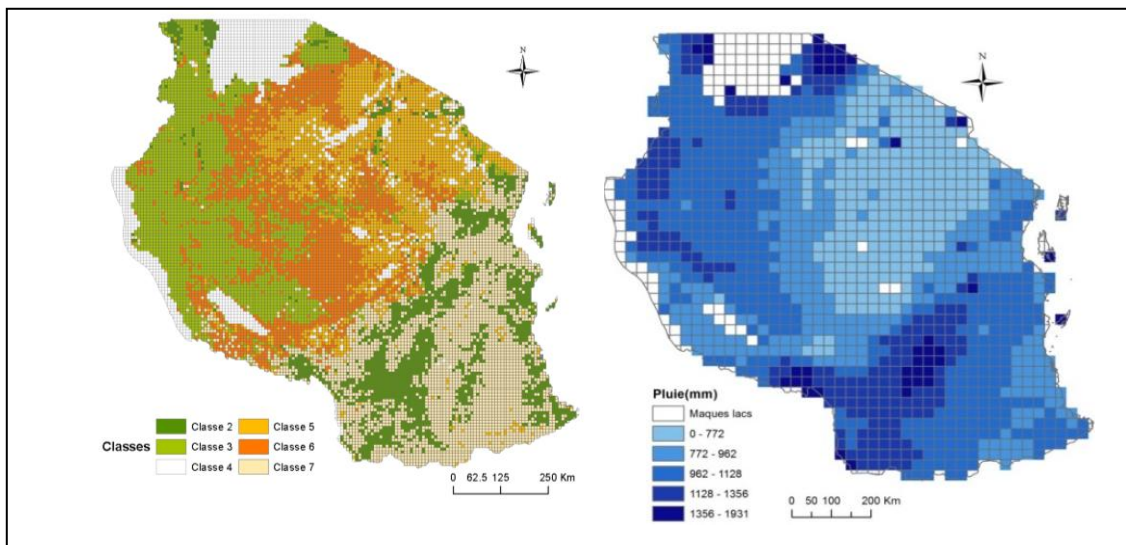 N
Classes
Classe 2
Classe 5
Classe 3
Classe 6
Classe 4
Classe 7
0 62.5 125 250 Km
N
Pluie(mm)
Maques lacs
0 - 772
772 - 962
962 - 1128
1128 - 1356
1356 - 1931
0 50 100 200 Km